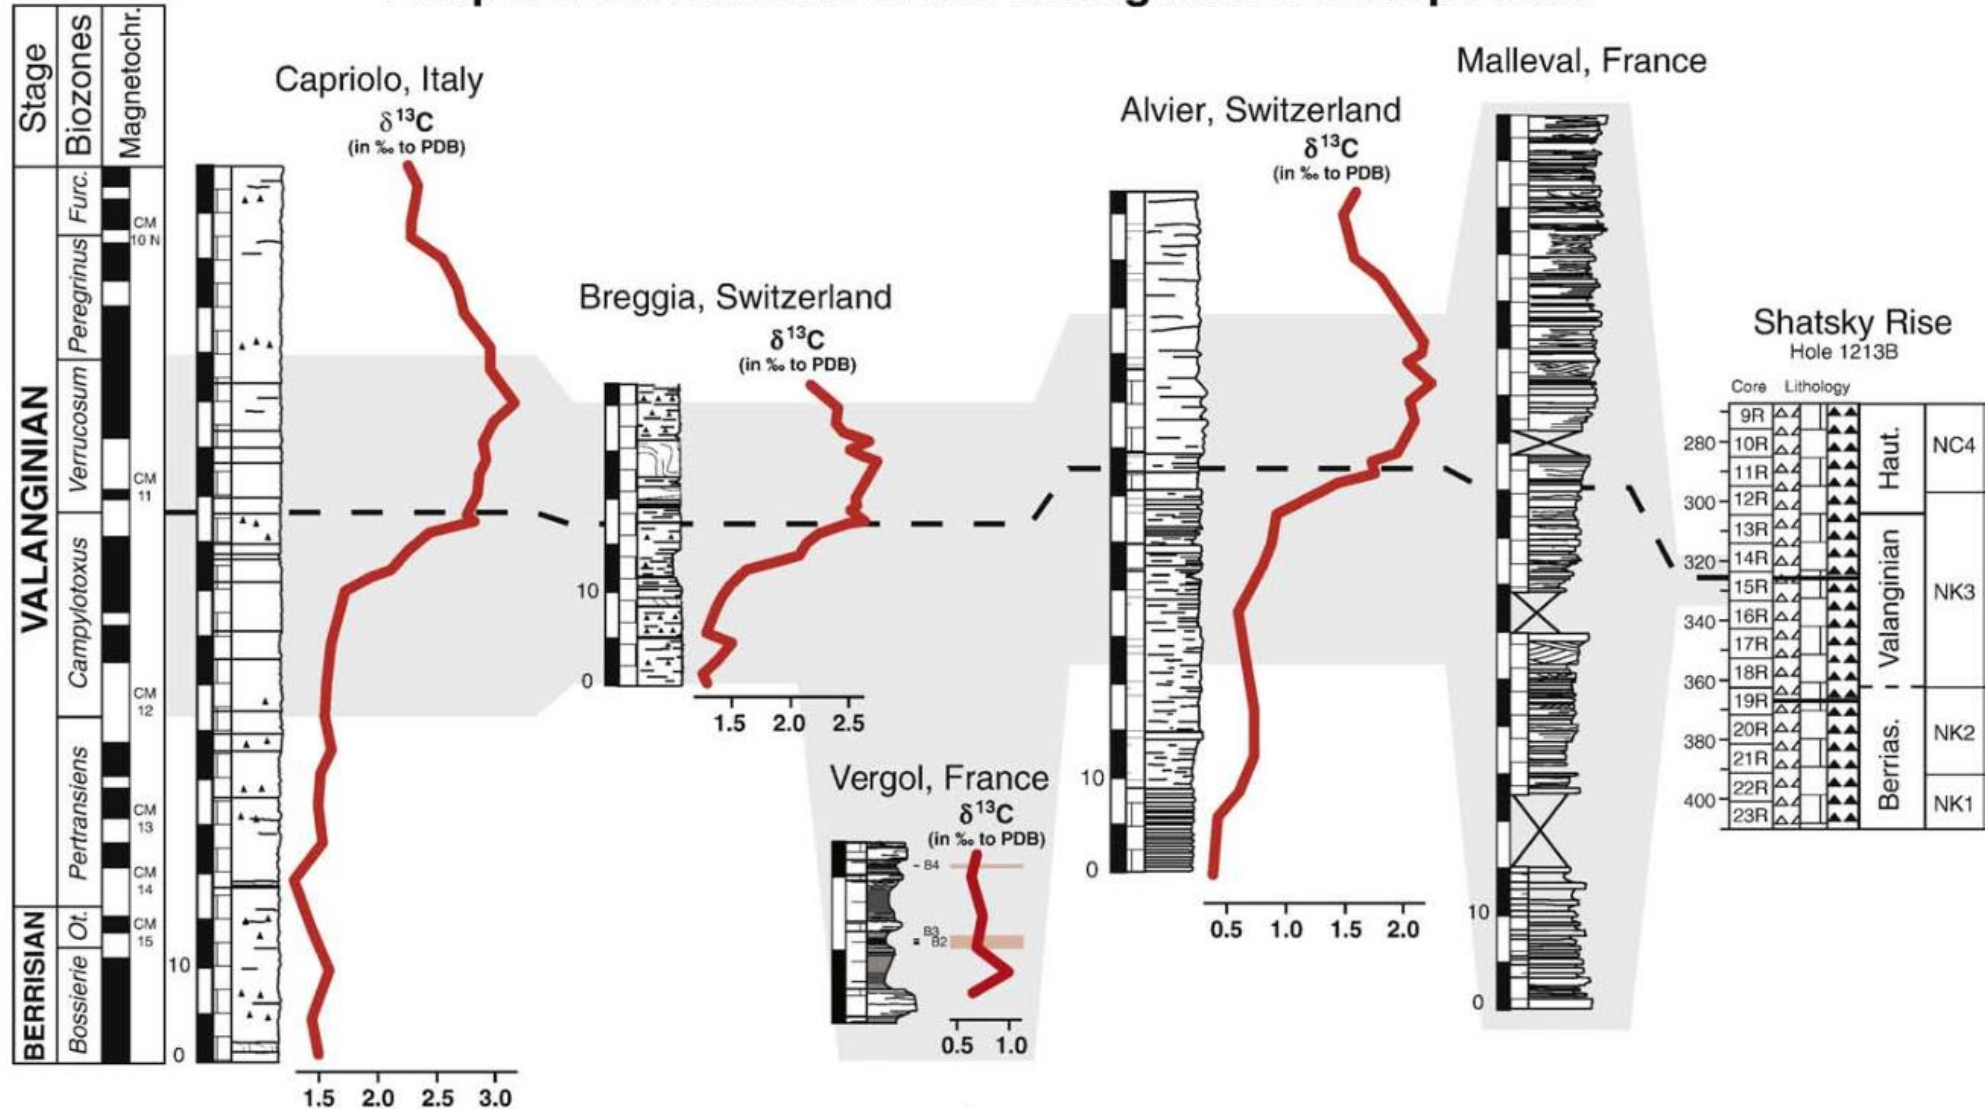 Stage
Biozones
Magnetochr.
VALANGINIAN
BERRISIAN
Furc.
Peregrinus
Verrucosum
Campylotoxus
Pertransiens
Ot.
Bossierie
CM
10 N
CM
11
CM
12
CM
13
CM
14
CM
15
Capriolo, Italy
δ13C
(in ‰ to PDB)
10
0
1.5 2.0 2.5 3.0
Breggia, Switzerland
δ13C
(in ‰ to PDB)
10
0
1.5 2.0 2.5
Vergol, France
δ13C
(in ‰ to PDB)
B4
B3
B2
0.5 1.0
Alvier, Switzerland
δ13C
(in ‰ to PDB)
10
0
0.5 1.0 1.5 2.0
Malleval, France
10
0
Shatsky Rise
Hole 1213B
Core Lithology
280
300
320
340
360
380
400
9R
10R
11R
12R
13R
14R
15R
16R
17R
18R
19R
20R
21R
22R
23R
Haut.
Valanginian
Berrias.
NC4
NK3
NK2
NK1